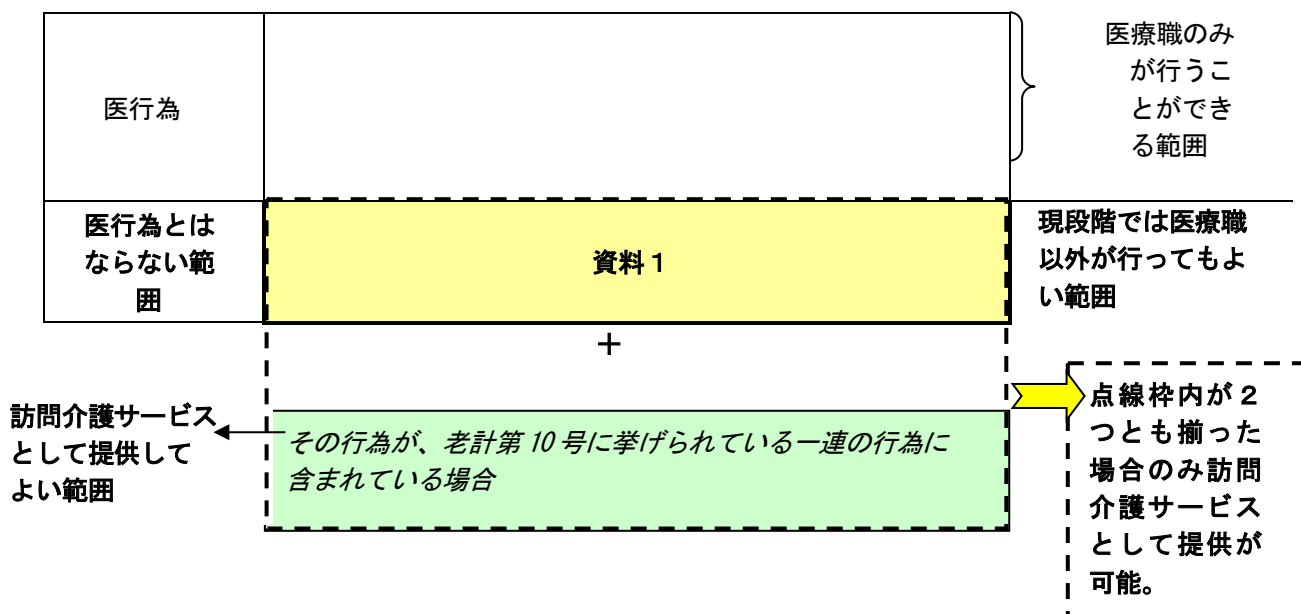 医行為
医療職のみ
が行うこ
とができ
る範囲
医行為とは
ならない範
囲
資料1
現段階では医療職
以外が行ってもよ
い範囲
+
訪問介護サービス
として提供して
よい範囲
その行為が、老計第10号に挙げられている一連の行為に
含まれている場合
点線枠内が2
つとも揃った
場合のみ訪問
介護サービス
として提供が
可能。